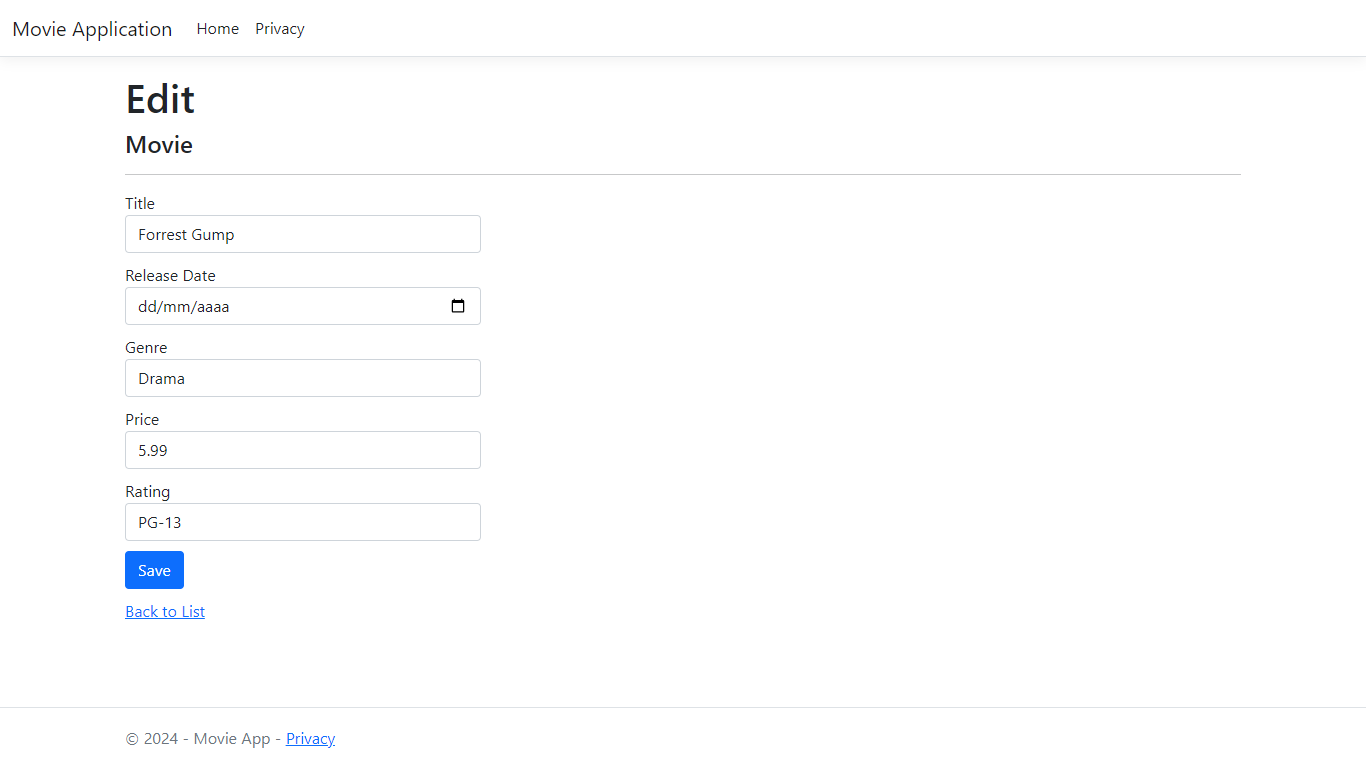 Movie Application Home Privacy
Edit
Movie
Title
Forrest Gump
Release Date
dd/mm/aaaa
Genre
Drama
Price
5.99
Rating
PG-13
Save
Back to List
© 2024 - Movie App - Privacy